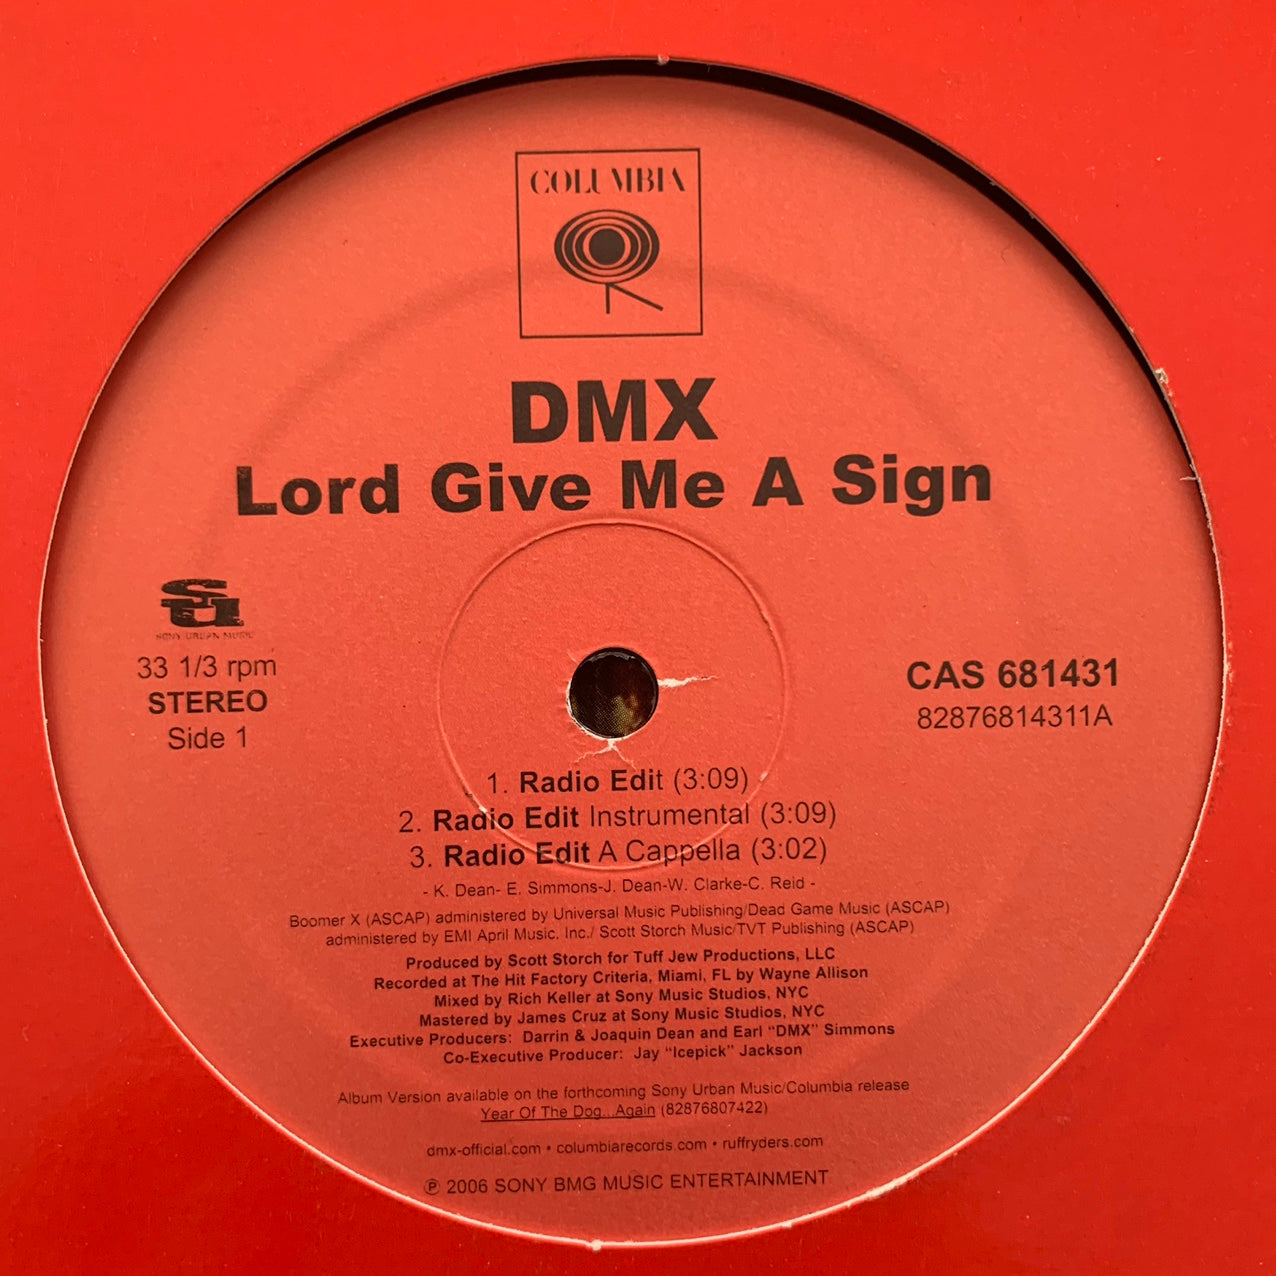 COLUMBIA
DMX
Lord Give Me A Sign
SU
SONY URBAN MUSIC
33 1/3 rpm
STEREO
Side 1
CAS 681431
82876814311A
1. Radio Edit (3:09)
2. Radio Edit Instrumental (3:09)
3. Radio Edit A Cappella (3:02)
- K. Dean- E. Simmons-J. Dean-W. Clarke-C. Reid -
Boomer X (ASCAP) administered by Universal Music Publishing/Dead Game Music (ASCAP)
administered by EMI April Music. Inc./ Scott Storch Music/TVT Publishing (ASCAP)
Produced by Scott Storch for Tuff Jew Productions, LLC
Recorded at The Hit Factory Criteria, Miami, FL by Wayne Allison
Mixed by Rich Keller at Sony Music Studios, NYC
Mastered by James Cruz at Sony Music Studios, NYC
Executive Producers: Darrin & Joaquin Dean and Earl "DMX" Simmons
Co-Executive Producer: Jay "Icepick" Jackson
Album Version available on the forthcoming Sony Urban Music/Columbia release
Year Of The Dog...Again (82876807422)
dmx-official.com • columbiarecords.com • ruffryders.com
℗ 2006 SONY BMG MUSIC ENTERTAINMENT